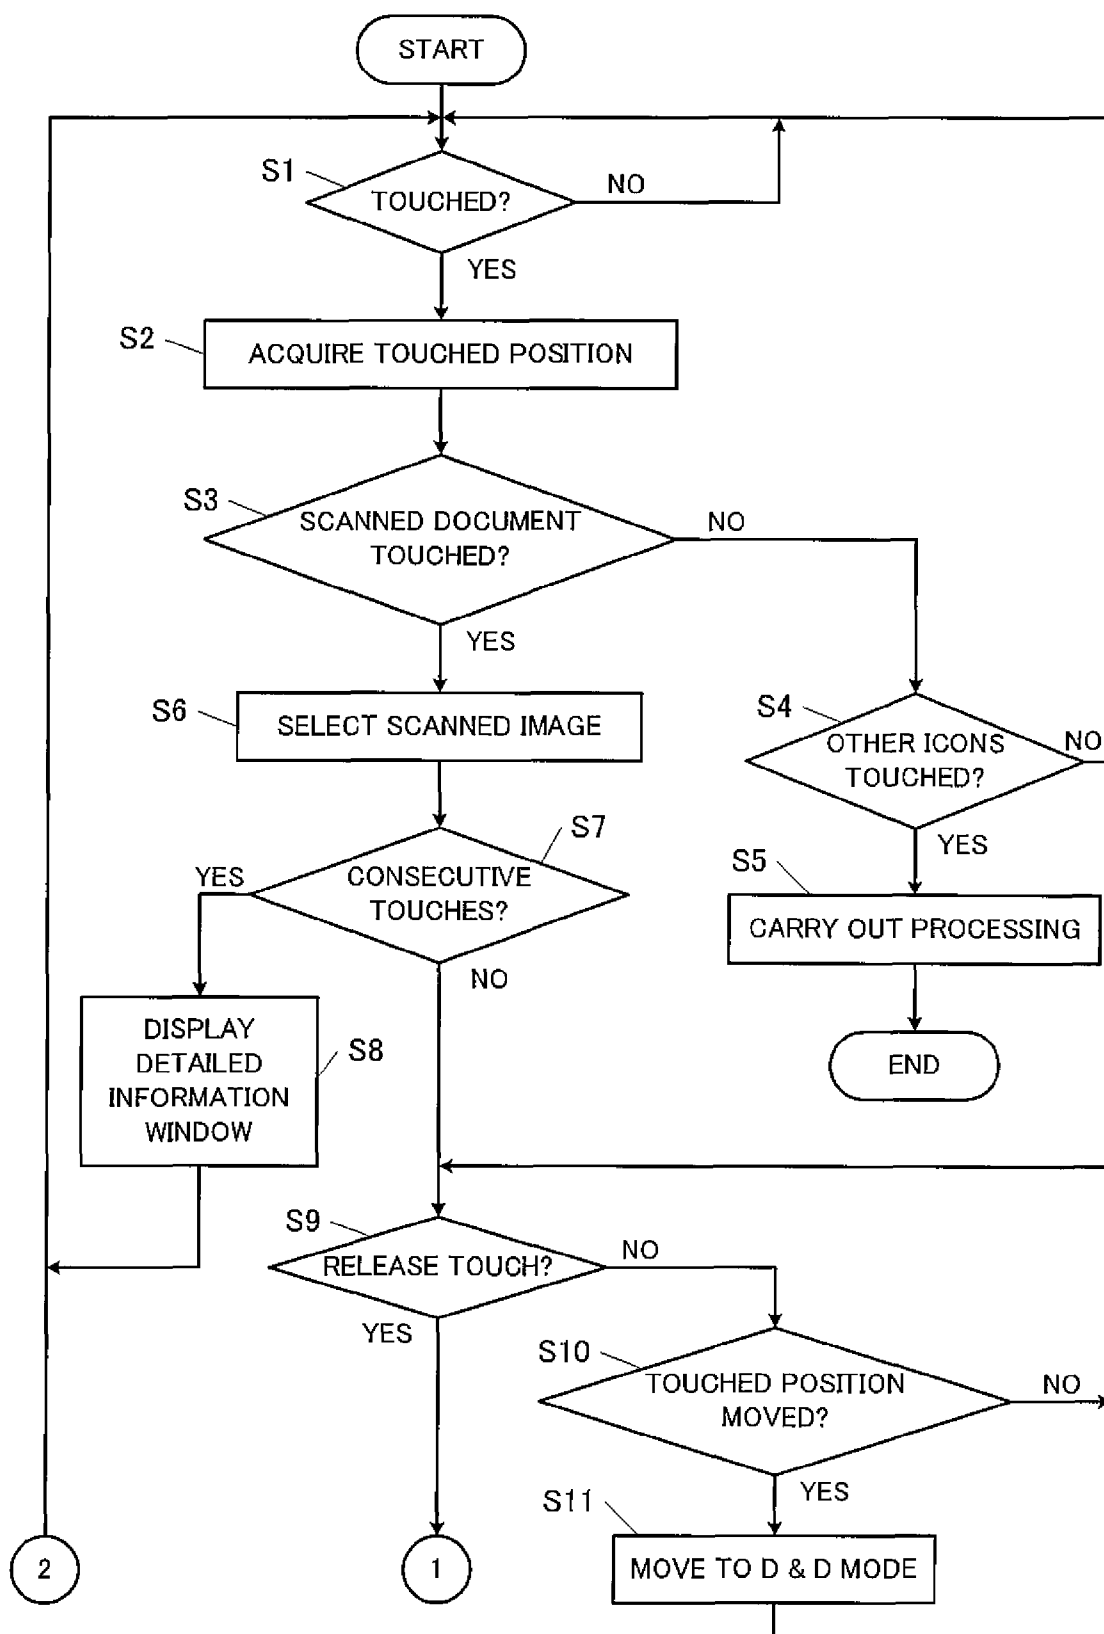 START
S1
TOUCHED?
NO
YES
S2
ACQUIRE TOUCHED POSITION
S3
SCANNED DOCUMENT
TOUCHED?
NO
YES
S6
SELECT SCANNED IMAGE
S4
OTHER ICONS
TOUCHED?
NO
YES
S7
CONSECUTIVE
TOUCHES?
YES
NO
S5
CARRY OUT PROCESSING
END
DISPLAY
DETAILED
INFORMATION
WINDOW
S8
S9
RELEASE TOUCH?
NO
YES
S10
TOUCHED POSITION
MOVED?
NO
YES
S11
MOVE TO D & D MODE
2
1